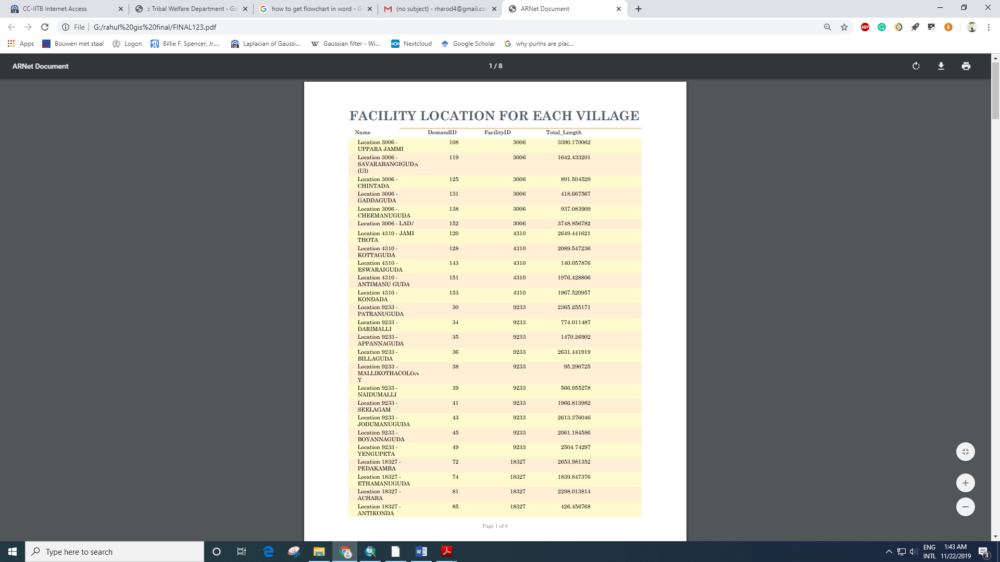 CC-IITB Internet Access
:: Tribal Welfare Department - Go
how to get flowchart in word - G
(no subject) - rharod4@gmail.co
ARNet Document
File G:/rahul%20gis%20final/FINAL123.pdf
ABP
Apps
Bouwen met staal
Logon
Billie F. Spencer, Jr....
Laplacian of Gaussi...
W Gaussian filter - Wi...
Nextcloud
Google Scholar
why purlns are plac...
ARNet Document
1 / 8
FACILITY LOCATION FOR EACH VILLAGE
Name DemandID FacilityID Total_Length
Location 3006 - 108 3006 3390.170062
UPPARA JAMMI
Location 3006 - 119 3006 1642.433201
SAVARABANGIGUDA
(UI)
Location 3006 - 125 3006 891.504529
CHINTADA
Location 3006 - 131 3006 418.667567
GADDAGUDA
Location 3006 - 138 3006 937.083909
CHEEMANUGUDA
Location 3006 - LADA 152 3006 3748.856782
Location 4310 - JAMI 120 4310 2649.441621
THOTA
Location 4310 - 128 4310 2089.547236
KOTTAGUDA
Location 4310 - 143 4310 140.057876
ESWARAIGUDA
Location 4310 - 151 4310 1976.428806
ANTIMANU GUDA
Location 4310 - 153 4310 1967.520957
KONDADA
Location 9233 - 30 9233 2365.255171
PATRANUGUDA
Location 9233 - 34 9233 774.011487
DARIMALLI
Location 9233 - 35 9233 1470.26902
APPANNAGUDA
Location 9233 - 36 9233 2631.441919
BILLAGUDA
Location 9233 - 38 9233 95.296725
MALLIKOTHACOLON
Y
Location 9233 - 39 9233 566.955278
NAIDUMALLI
Location 9233 - 41 9233 1966.813982
SEELAGAM
Location 9233 - 43 9233 2613.376046
JODUMANUGUDA
Location 9233 - 45 9233 2061.184586
BOYANNAGUDA
Location 9233 - 49 9233 2504.74297
YENGUPETA
Location 18327 - 72 18327 2653.981352
PEDAKAMBA
Location 18327 - 74 18327 1839.847376
ETHAMANUGUDA
Location 18327 - 81 18327 2298.013814
ACHABA
Location 18327 - 85 18327 426.456768
ANTIKONDA
Page 1 of 8
Type here to search
ENG
INTL
1:43 AM
11/22/2019
3